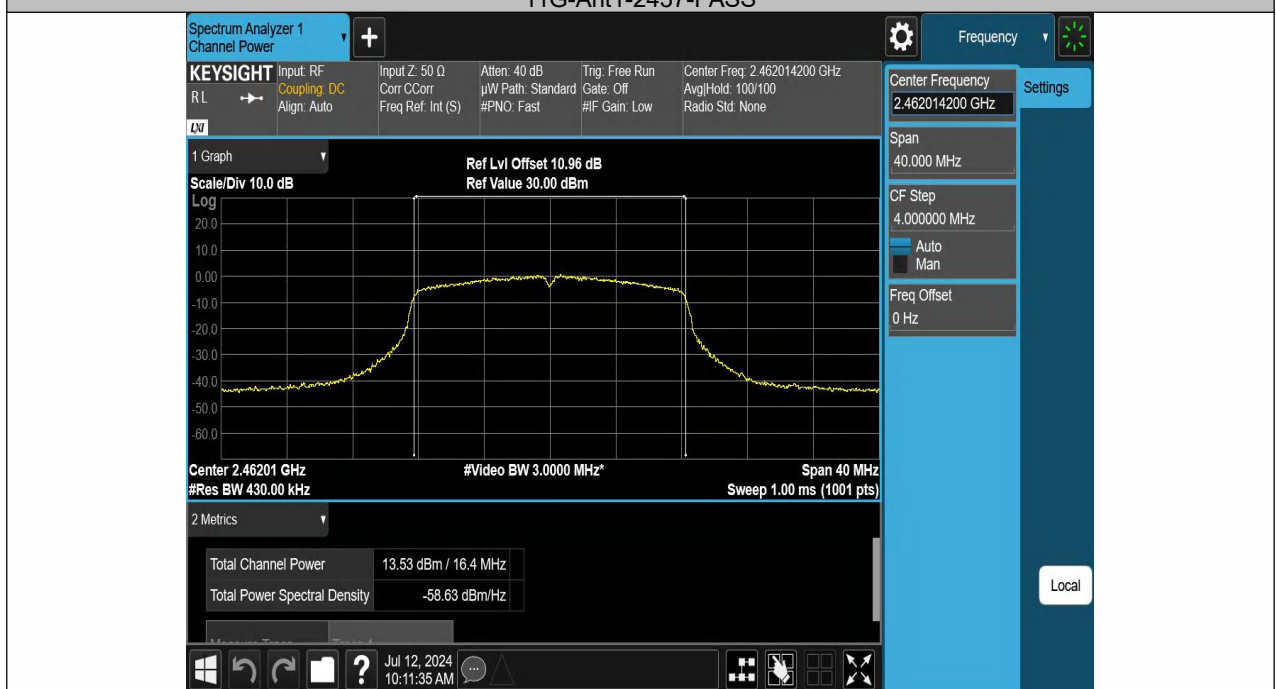 11G-Ant1-2437-PASS
Spectrum Analyzer 1
Channel Power
Frequency
KEYSIGHT
RL
LXI
Input: RF
Coupling: DC
Align: Auto
Input Z: 50 Ω
Corr CCorr
Freq Ref: Int (S)
Atten: 40 dB
µW Path: Standard
#PNO: Fast
Trig: Free Run
Gate: Off
#IF Gain: Low
Center Freq: 2.462014200 GHz
Avg|Hold: 100/100
Radio Std: None
Center Frequency
2.462014200 GHz
Settings
Span
40.000 MHz
CF Step
4.000000 MHz
Auto
Man
Freq Offset
0 Hz
Local
1 Graph
Scale/Div 10.0 dB
Ref Lvl Offset 10.96 dB
Ref Value 30.00 dBm
Log
20.0
10.0
0.00
-10.0
-20.0
-30.0
-40.0
-50.0
-60.0
Center 2.46201 GHz
#Res BW 430.00 kHz
#Video BW 3.0000 MHz*
Span 40 MHz
Sweep 1.00 ms (1001 pts)
2 Metrics
Total Channel Power 13.53 dBm / 16.4 MHz
Total Power Spectral Density -58.63 dBm/Hz
Jul 12, 2024
10:11:35 AM